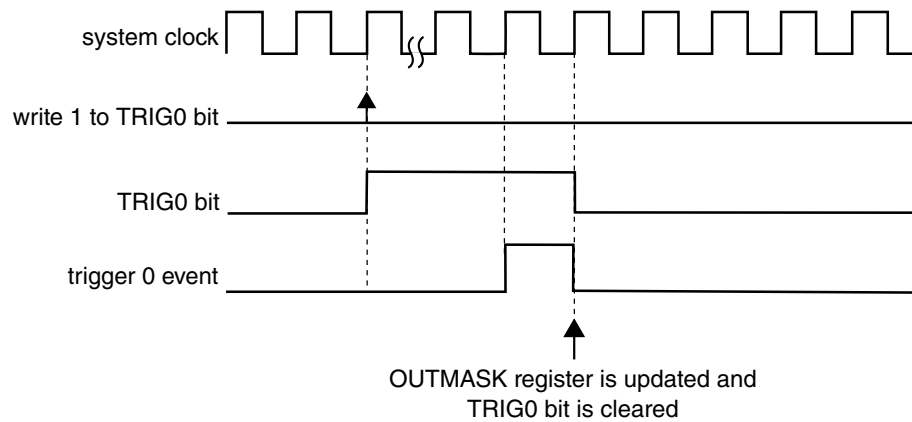 system clock
write 1 to TRIG0 bit
TRIG0 bit
trigger 0 event
OUTMASK register is updated and
TRIG0 bit is cleared